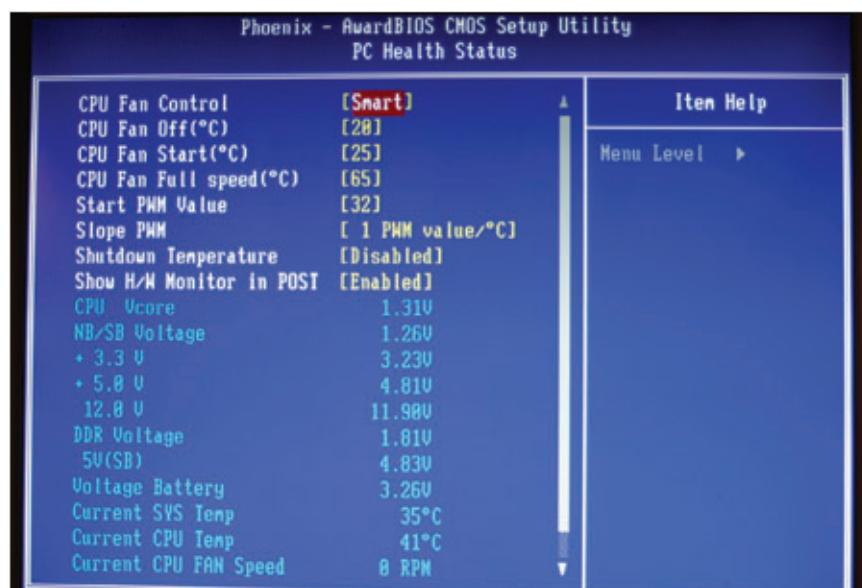 Phoenix - AwardBIOS CMOS Setup Utility
PC Health Status
CPU Fan Control [Smart]
CPU Fan Off(°C) [20]
CPU Fan Start(°C) [25]
CPU Fan Full speed(°C) [65]
Start PWM Value [32]
Slope PWM [ 1 PWM value/°C]
Shutdown Temperature [Disabled]
Show H/W Monitor in POST [Enabled]
CPU Vcore 1.31V
NB/SB Voltage 1.26V
+ 3.3 V 3.23V
+ 5.0 V 4.81V
12.0 V 11.90V
DDR Voltage 1.81V
5V(SB) 4.83V
Voltage Battery 3.26V
Current SYS Temp 35°C
Current CPU Temp 41°C
Current CPU FAN Speed 0 RPM
Item Help
Menu Level